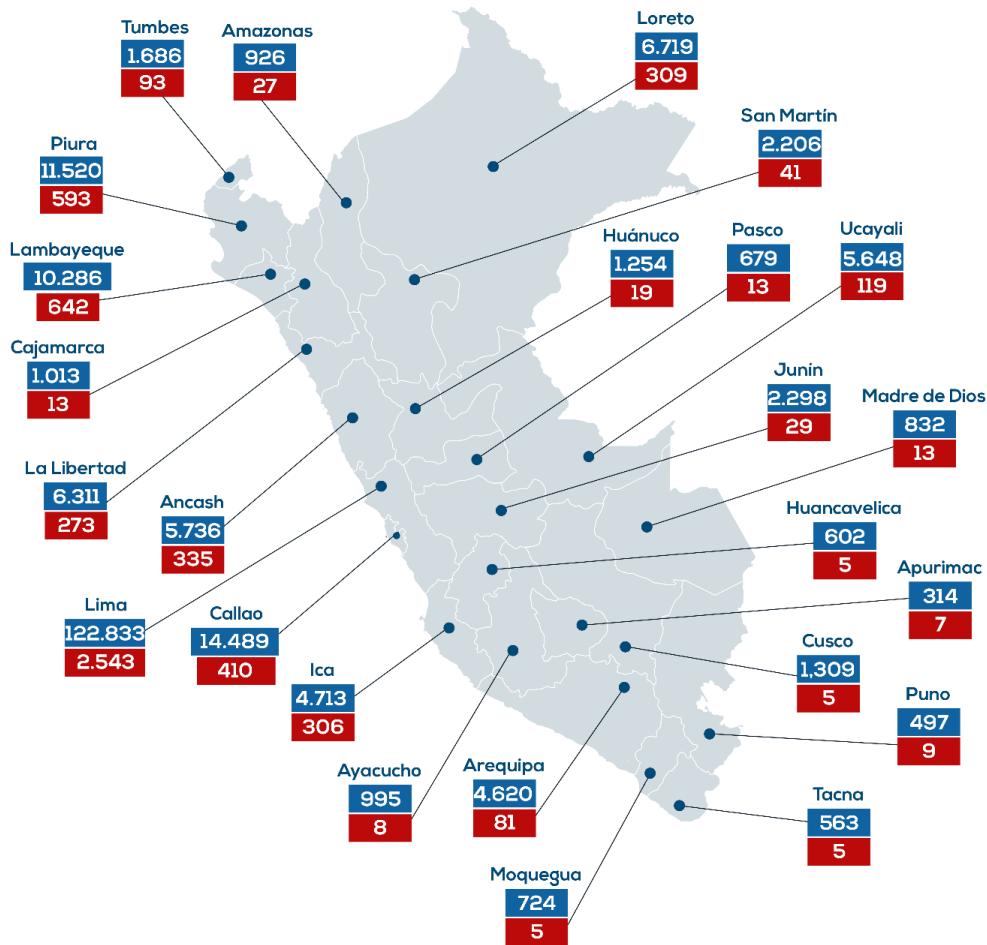 Tumbes
1.686
93
Amazonas
926
27
Loreto
6.719
309
San Martín
2.206
41
Piura
11.520
593
Lambayeque
10.286
642
Huánuco
1.254
19
Pasco
679
13
Ucayali
5.648
119
Cajamarca
1.013
13
Junin
2.298
29
Madre de Dios
832
13
La Libertad
6.311
273
Ancash
5.736
335
Huancavelica
602
5
Apurimac
314
7
Lima
122.833
2.543
Callao
14.489
410
Ica
4.713
306
Cusco
1,309
5
Puno
497
9
Ayacucho
995
8
Arequipa
4.620
81
Tacna
563
5
Moquegua
724
5